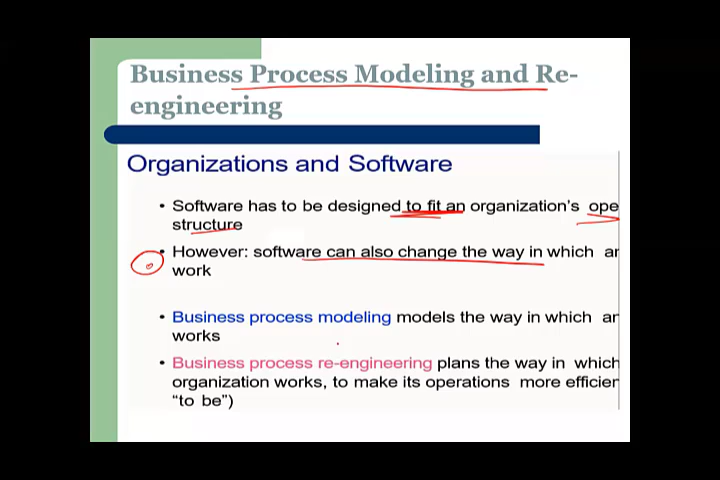 Business Process Modeling and Re-
engineering
Organizations and Software
• Software has to be designed to fit an organization's ope
structure
• However: software can also change the way in which ar
work
• Business process modeling models the way in which ar
works
• Business process re-engineering plans the way in which
organization works, to make its operations more efficien
"to be")